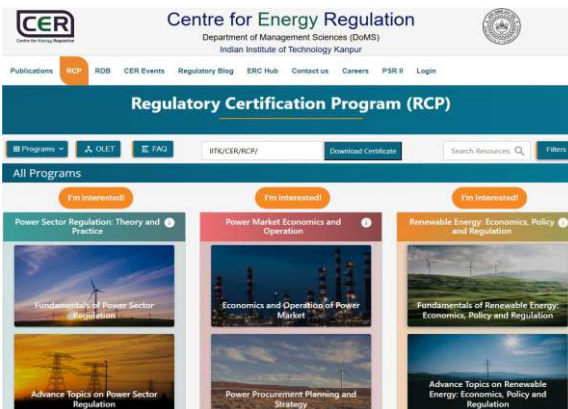 CER
Centre for Energy Regulation
Centre for Energy Regulation
Department of Management Sciences (DoMS)
Indian Institute of Technology Kanpur
Publications RCP RDB CER Events Regulatory Blog ERC Hub Contact us Careers PSR II Login
Regulatory Certification Program (RCP)
Programs OLET FAQ IITK/CER/RCP/ Download Certificate Search Resources Filters
All Programs
I'm interested! I'm interested! I'm interested!
Power Sector Regulation: Theory and
Practice
Power Market Economics and
Operation
Renewable Energy: Economics, Policy
and Regulation
Fundamentals of Power Sector
Regulation
Economics and Operation of Power
Market
Fundamentals of Renewable Energy:
Economics, Policy and Regulation
Advance Topics on Power Sector
Regulation
Power Procurement Planning and
Strategy
Advance Topics on Renewable
Energy: Economics, Policy and
Regulation